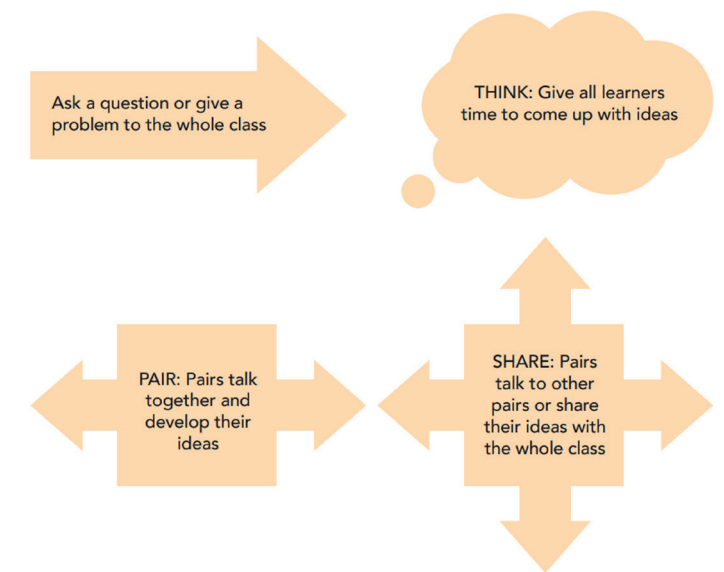 Ask a question or give a
problem to the whole class
THINK: Give all learners
time to come up with ideas
PAIR: Pairs talk
together and
develop their
ideas
SHARE: Pairs
talk to other
pairs or share
their ideas with
the whole class